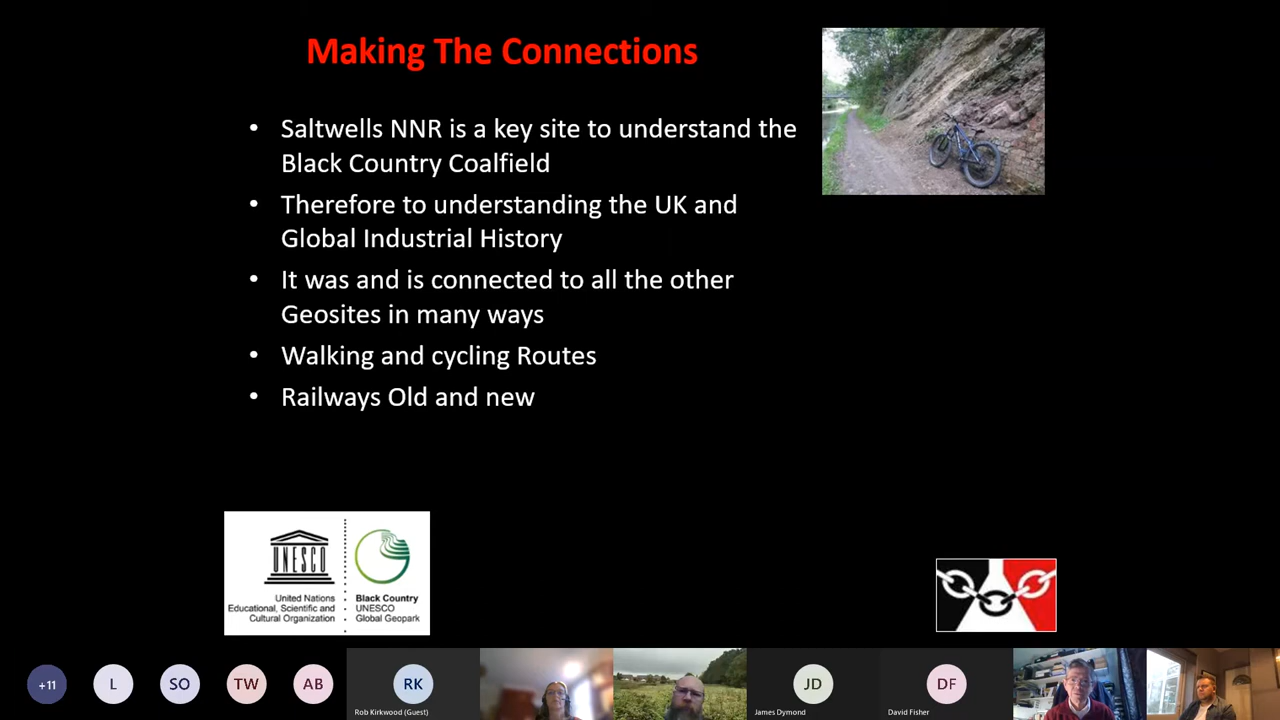 Making The Connections
• Saltwells NNR is a key site to understand the
Black Country Coalfield
• Therefore to understanding the UK and
Global Industrial History
• It was and is connected to all the other
Geosites in many ways
• Walking and cycling Routes
• Railways Old and new
UNESCO
United Nations
Educational, Scientific and
Cultural Organization
Black Country
UNESCO
Global Geopark
+11
L
SO
TW
AB
RK
Rob Kirkwood (Guest)
JD
James Dymond
DF
David Fisher